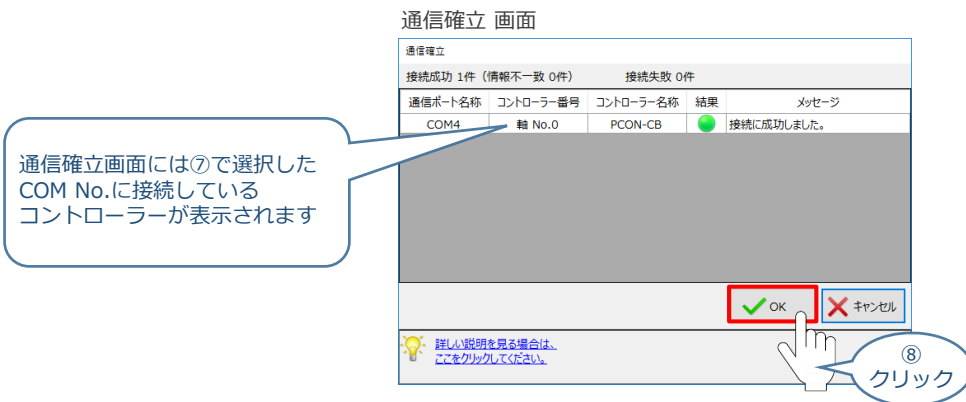 通信確立 画面
通信確立
接続成功 1件（情報不一致 0件） 接続失敗 0件
通信ポート名称 コントローラー番号 コントローラー名称 結果 メッセージ
COM4 軸 No.0 PCON-CB 接続に成功しました。
通信確立画面には⑦で選択した
COM No.に接続している
コントローラーが表示されます
OK キャンセル
詳しい説明を見る場合は、
ここをクリックしてください。
⑧
クリック